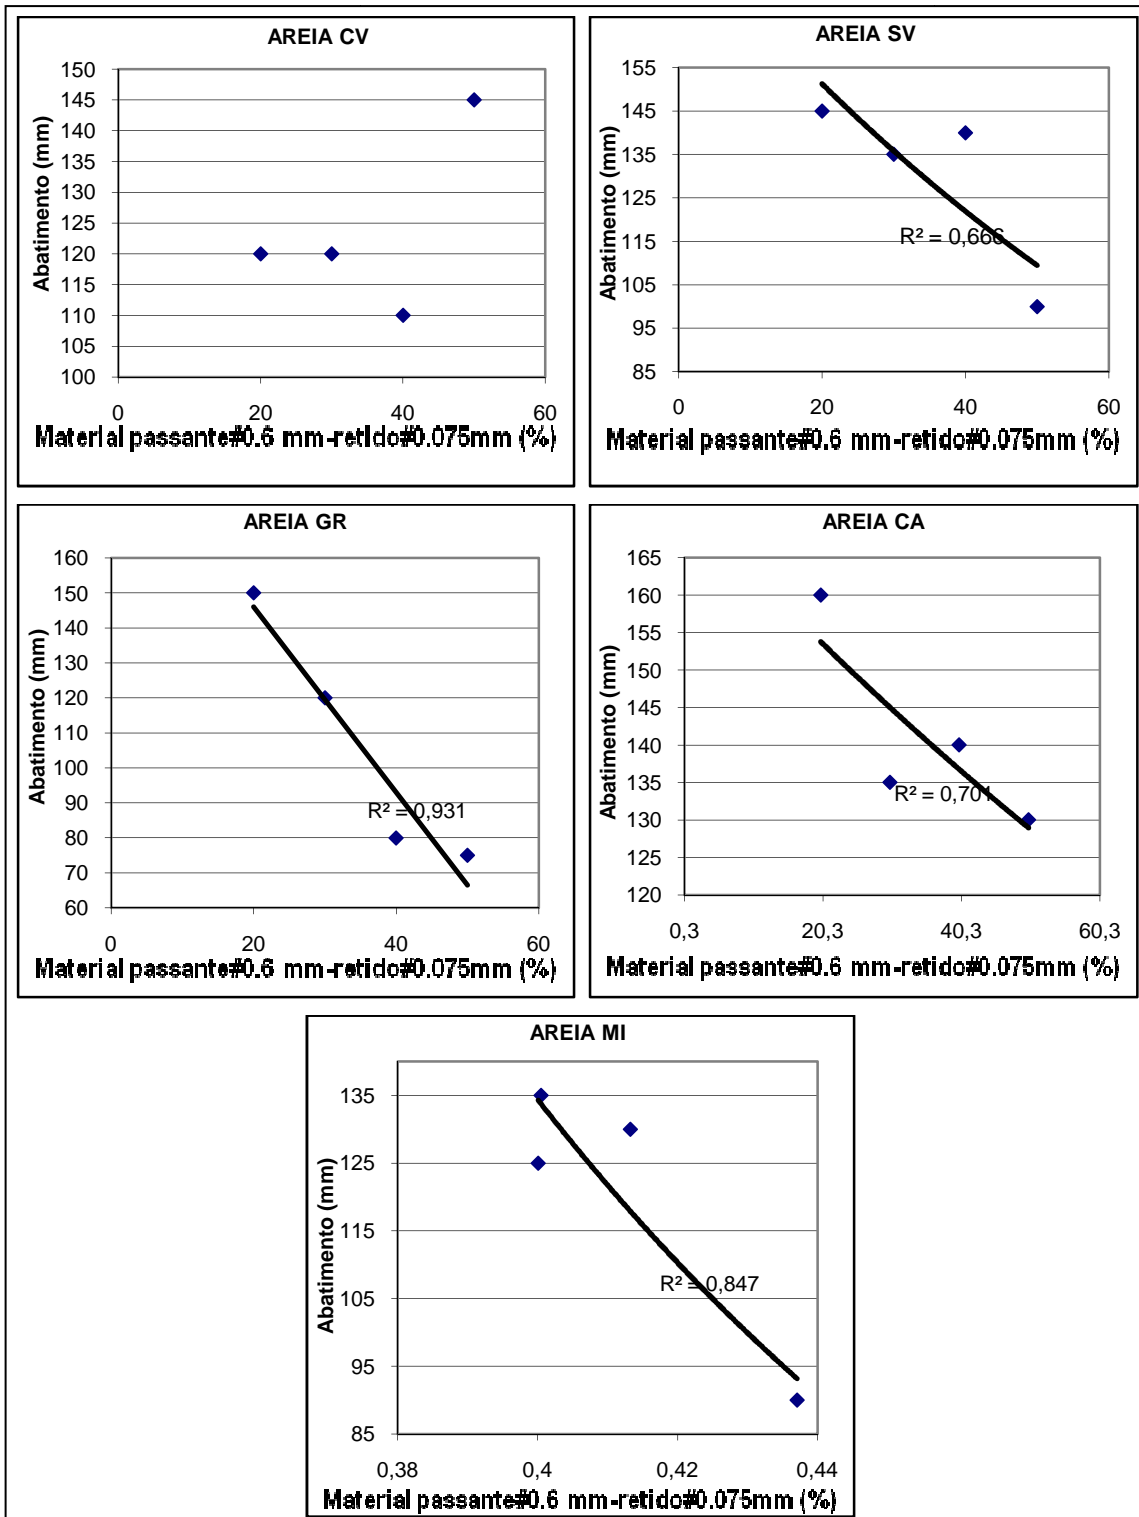 AREIA CV
Abatimento (mm)
150
145
140
135
130
125
120
115
110
105
100
0 20 40 60
Material passante#0.6 mm-retido#0.075mm (%)
AREIA SV
Abatimento (mm)
155
145
135
125
115
105
95
85
R² = 0,666
0 20 40 60
Material passante#0.6 mm-retido#0.075mm (%)
AREIA GR
Abatimento (mm)
160
150
140
130
120
110
100
90
80
70
60
R² = 0,931
0 20 40 60
Material passante#0.6 mm-retido#0.075mm (%)
AREIA CA
Abatimento (mm)
165
160
155
150
145
140
135
130
125
120
R² = 0,701
0,3 20,3 40,3 60,3
Material passante#0.6 mm-retido#0.075mm (%)
AREIA MI
Abatimento (mm)
135
125
115
105
95
85
R² = 0,847
0,38 0,4 0,42 0,44
Material passante#0.6 mm-retido#0.075mm (%)